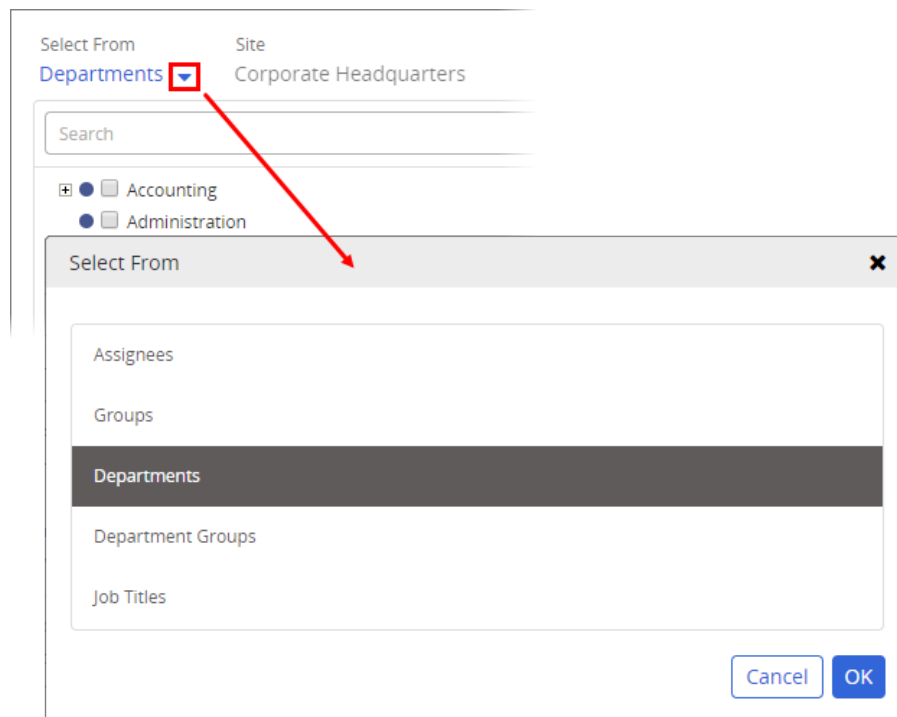 Select From Site
Departments Corporate Headquarters
Search
Accounting
Administration
Select From
Assignees
Groups
Departments
Department Groups
Job Titles
Cancel OK